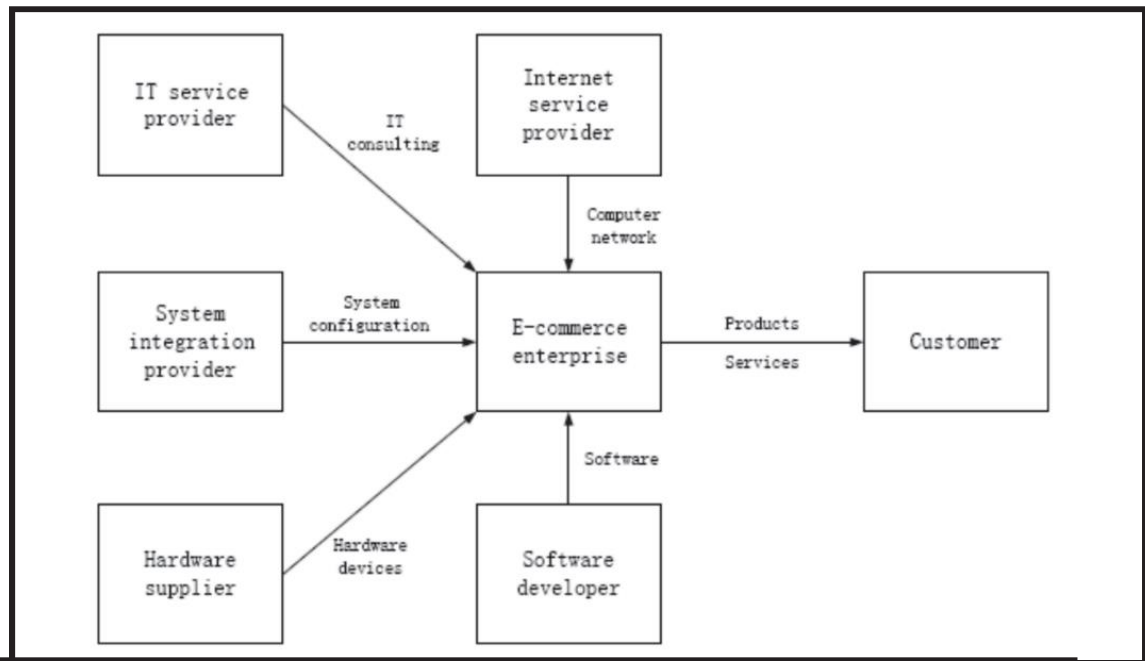 IT service
provider
IT
consulting
Internet
service
provider
Computer
network
System
integration
provider
System
configuration
E-commerce
enterprise
Products
Services
Customer
Hardware
supplier
Hardware
devices
Software
Software
developer